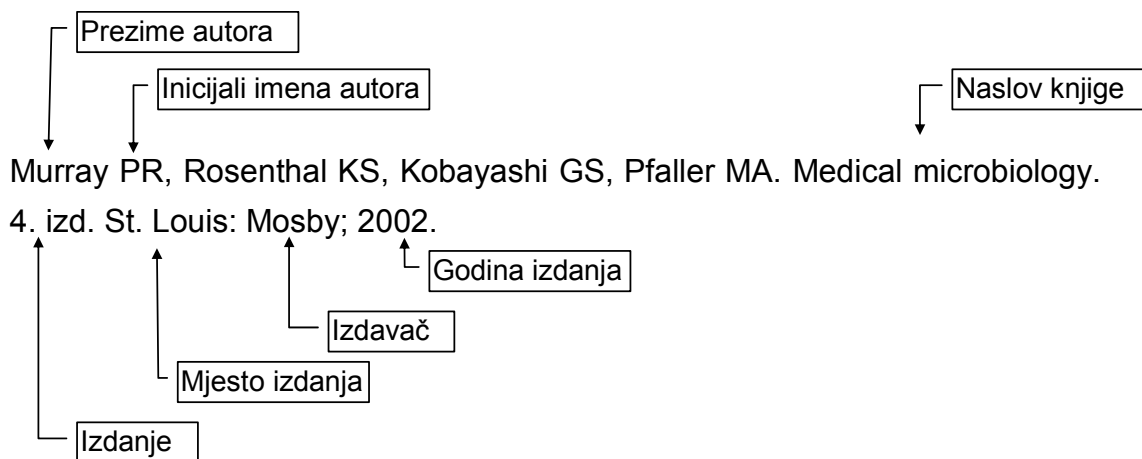 Prezime autora
Inicijali imena autora
Naslov knjige
Murray PR, Rosenthal KS, Kobayashi GS, Pfaller MA. Medical microbiology.
4. izd. St. Louis: Mosby; 2002.
Godina izdanja
Izdavač
Mjesto izdanja
Izdanje